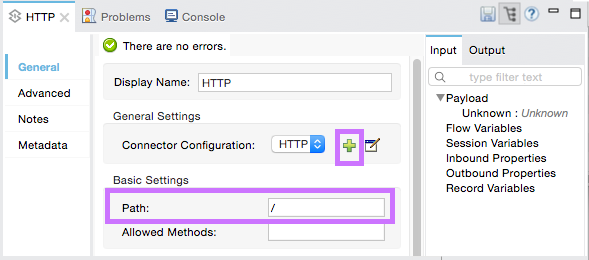 HTTP
Problems
Console
There are no errors.
General
Advanced
Notes
Metadata
Display Name: HTTP
General Settings
Connector Configuration: HTTP
Basic Settings
Path: /
Allowed Methods:
Input
Output
type filter text
Payload
Unknown : Unknown
Flow Variables
Session Variables
Inbound Properties
Outbound Properties
Record Variables